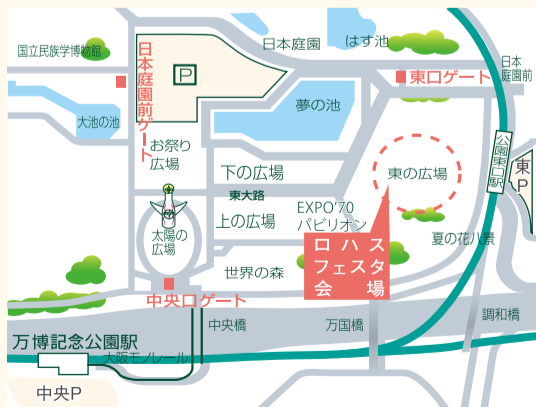 国立民族学博物館
日本庭園
はす池
日本
庭園前
日本庭園前ゲート
P
東口ゲート
夢の池
大池の池
お祭り
広場
下の広場
東の広場
公園東口駅
東
P
東大路
EXPO'70
パビリオン
上の広場
太陽の
広場
夏の花八景
ロハス
フェスタ
会場
世界の森
中央口ゲート
中央橋
万国橋
調和橋
万博記念公園駅
大阪モノレール
中央P